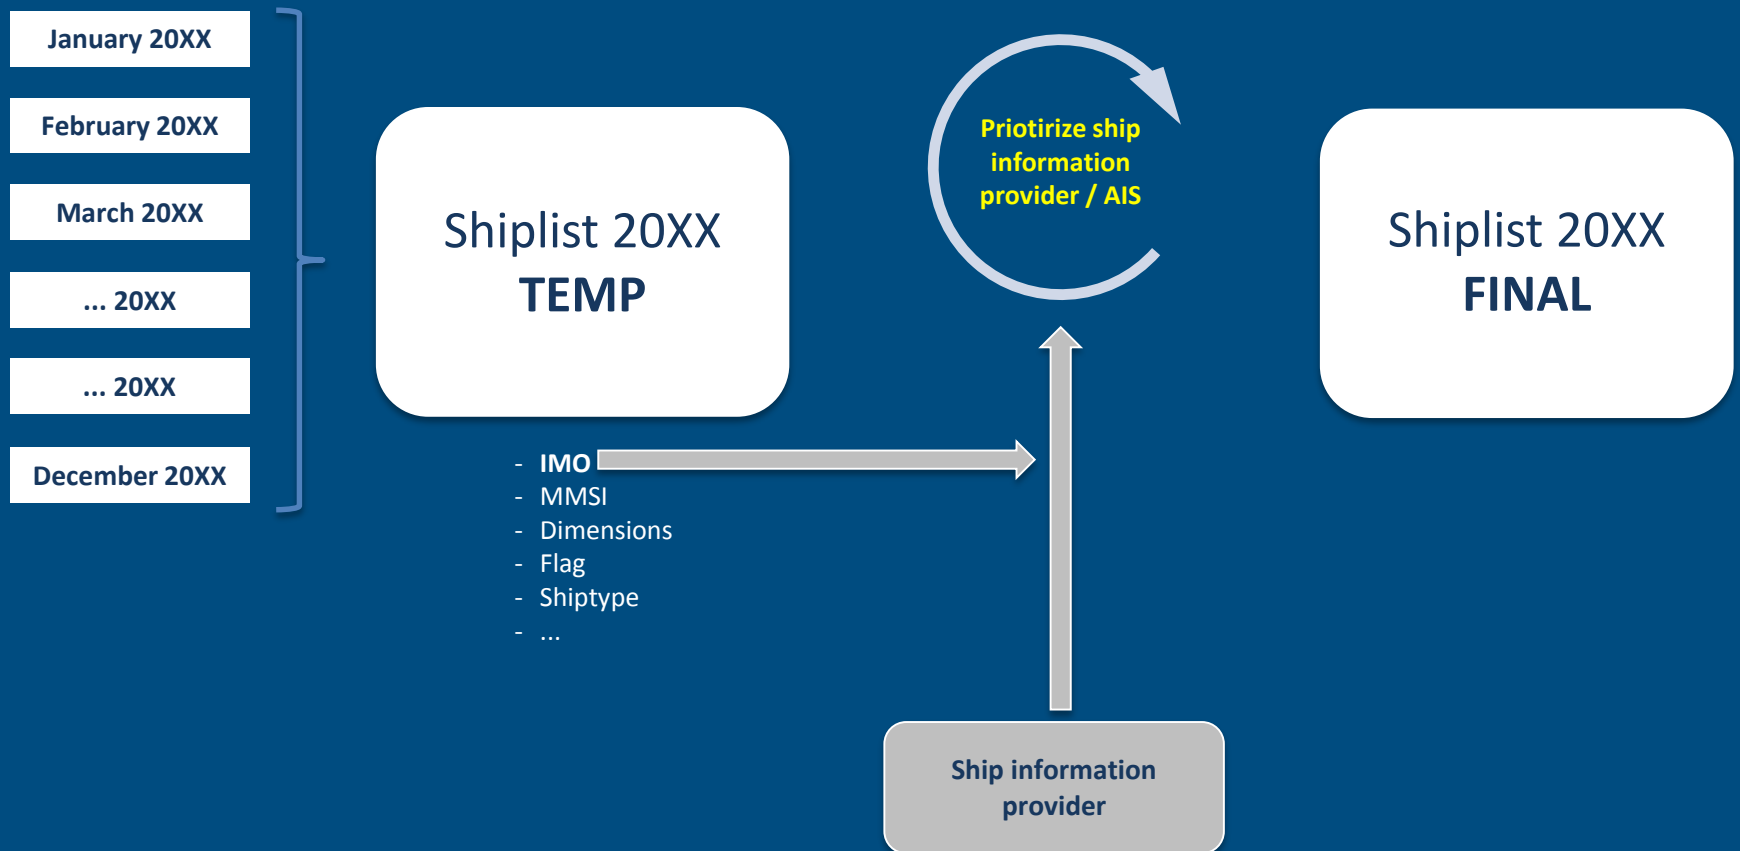 January 20XX
February 20XX
March 20XX
... 20XX
... 20XX
December 20XX
Shiplist 20XX
TEMP
- IMO
- MMSI
- Dimensions
- Flag
- Shiptype
- ...
Priotirize ship
information
provider / AIS
Ship information
provider
Shiplist 20XX
FINAL